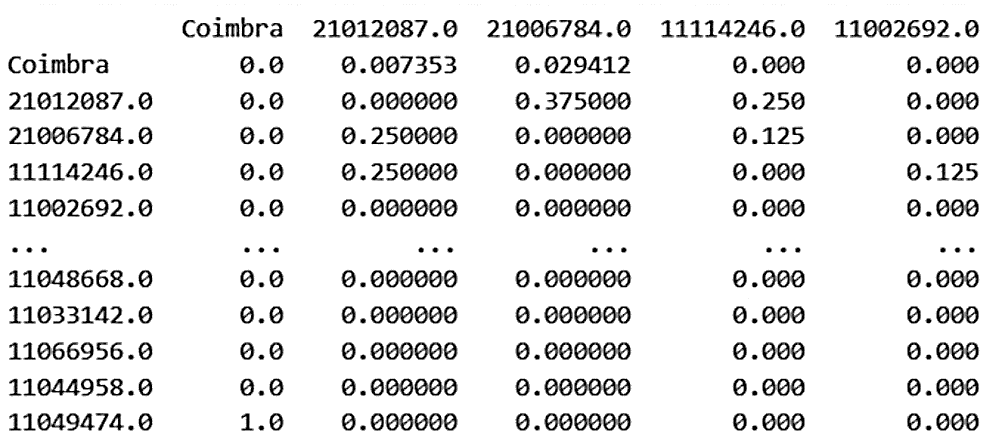 Coimbra 21012087.0 21006784.0 11114246.0 11002692.0
Coimbra 0.0 0.007353 0.029412 0.000 0.000
21012087.0 0.0 0.000000 0.375000 0.250 0.000
21006784.0 0.0 0.250000 0.000000 0.125 0.000
11114246.0 0.0 0.250000 0.000000 0.000 0.125
11002692.0 0.0 0.000000 0.000000 0.000 0.000
... ... ... ... ... ...
11048668.0 0.0 0.000000 0.000000 0.000 0.000
11033142.0 0.0 0.000000 0.000000 0.000 0.000
11066956.0 0.0 0.000000 0.000000 0.000 0.000
11044958.0 0.0 0.000000 0.000000 0.000 0.000
11049474.0 1.0 0.000000 0.000000 0.000 0.000